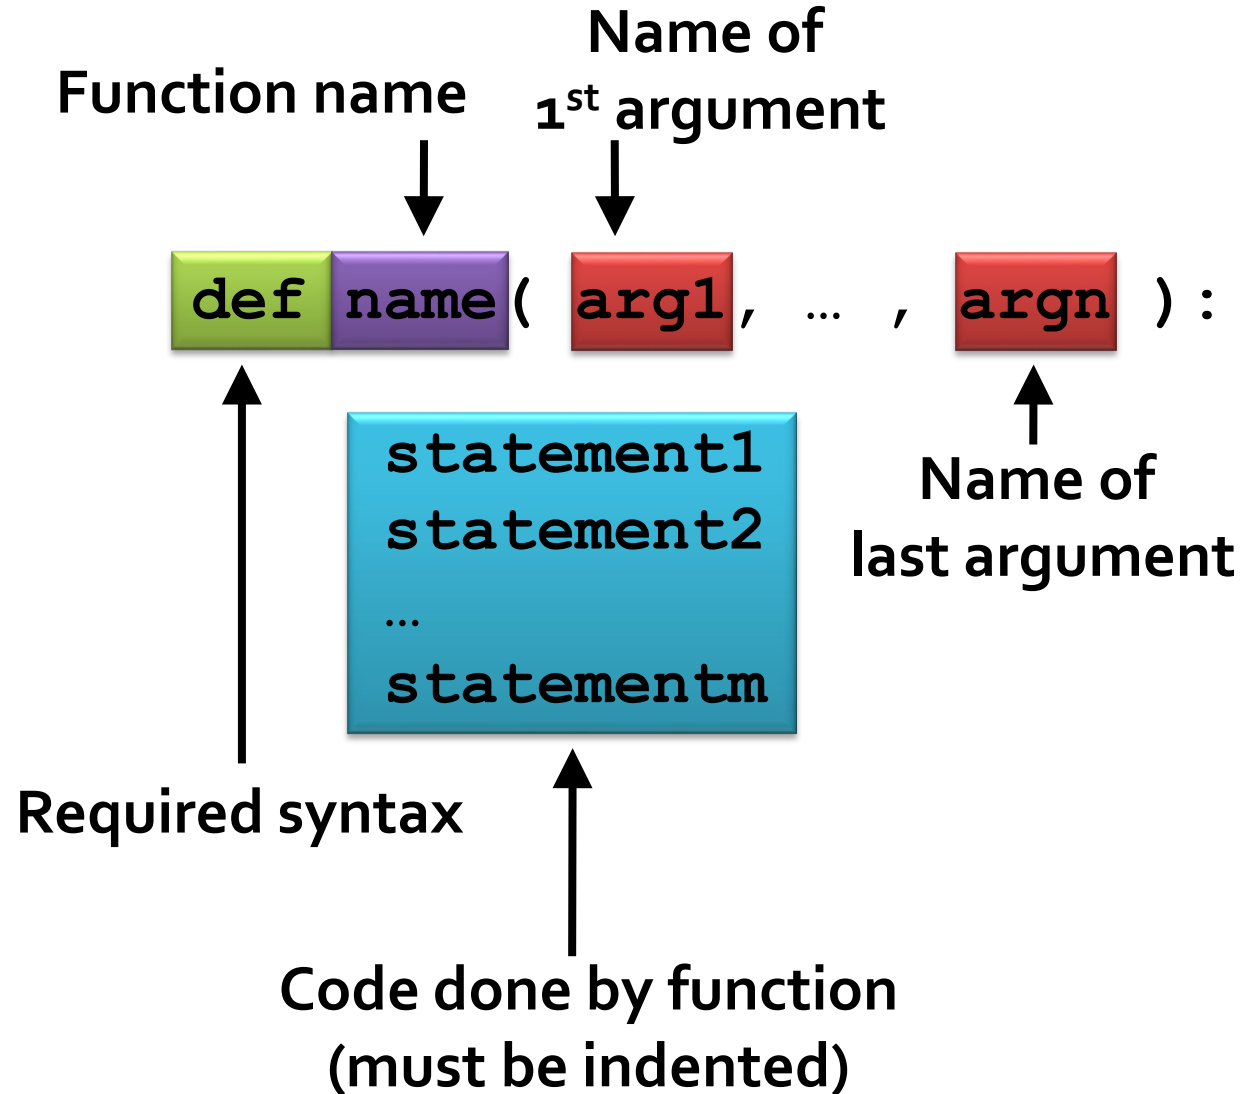 Name of
1st argument
Function name
def name( arg1, … , argn ):
statement1
statement2
…
statementm
Name of
last argument
Required syntax
Code done by function
(must be indented)